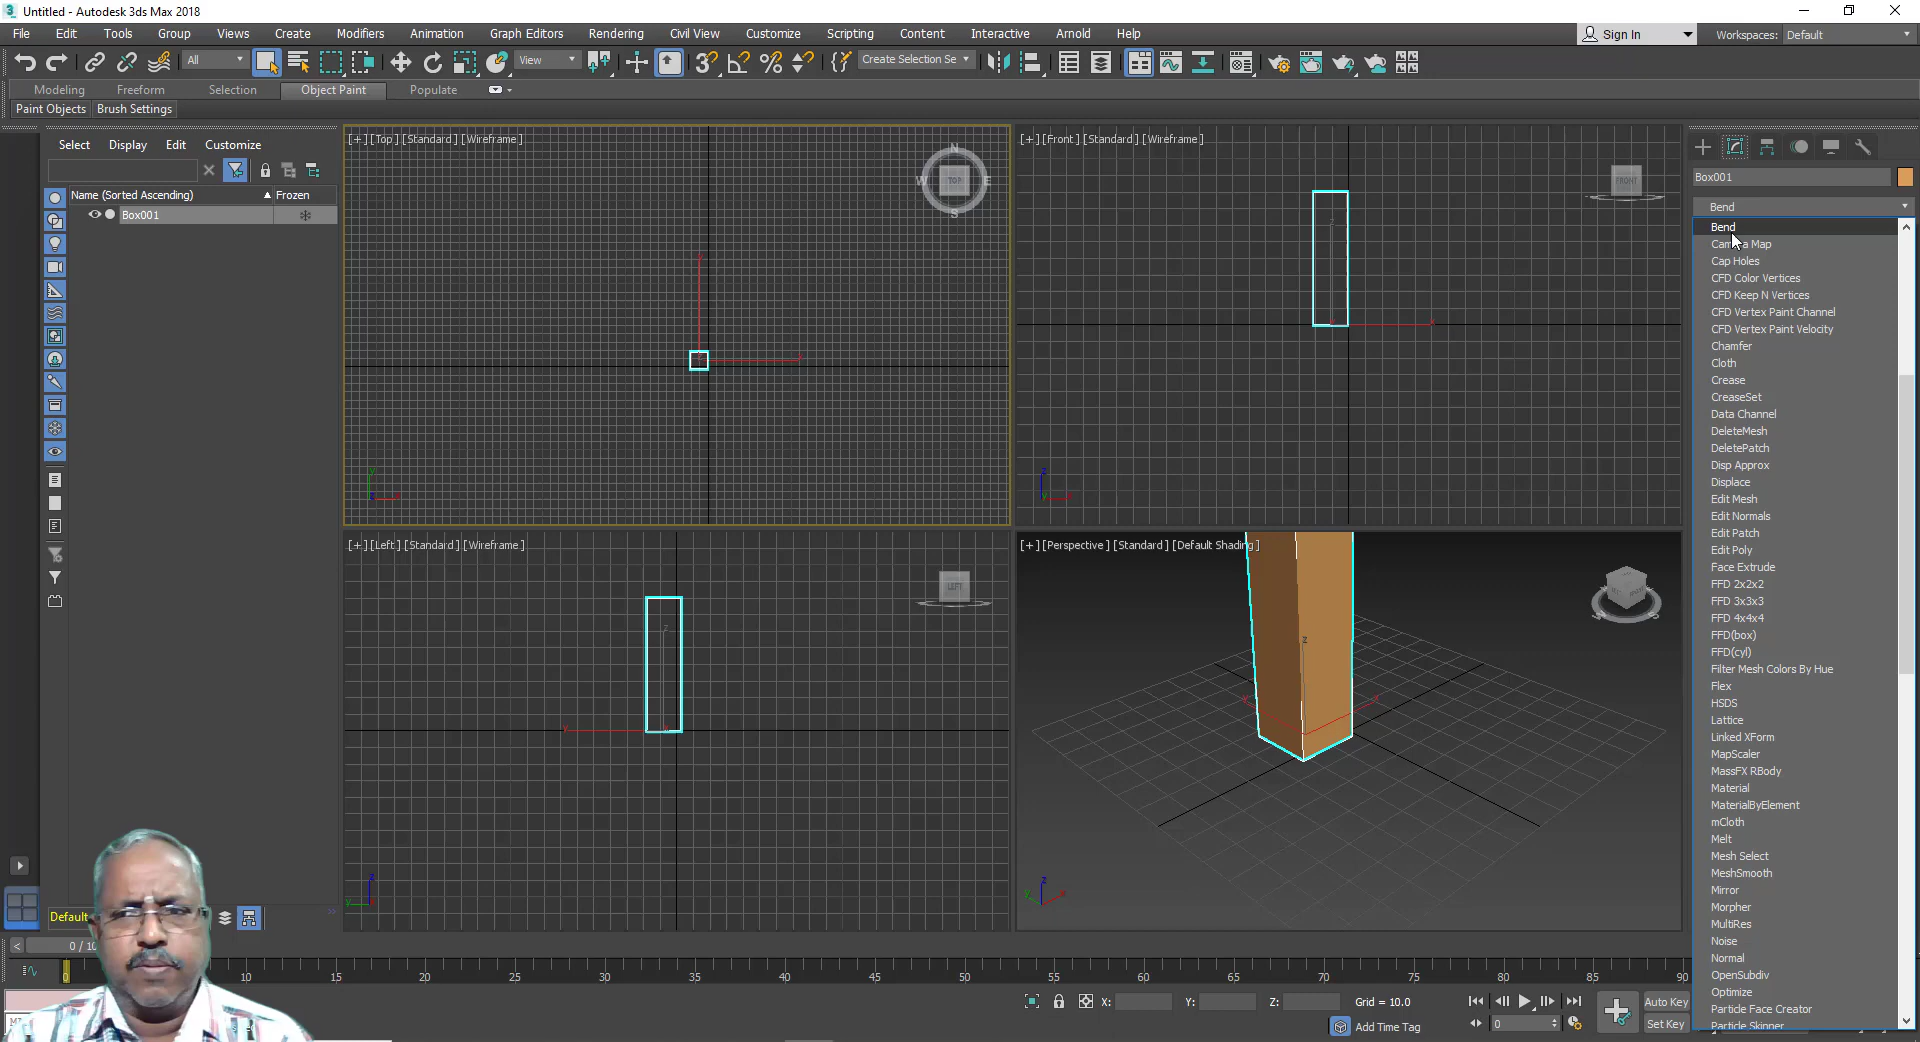 Untitled - Autodesk 3ds Max 2018
File Edit Tools Group Views Create Modifiers Animation Graph Editors Rendering Civil View Customize Scripting Content Interactive Arnold Help Sign In Workspaces: Default
All View Create Selection Se
Modeling Freeform Selection Object Paint Populate
Paint Objects Brush Settings
Select Display Edit Customize
Name (Sorted Ascending) Frozen
Box001
[+] [Top] [Standard] [Wireframe]
N
W TOP E
S
[+] [Front] [Standard] [Wireframe]
FRONT
[+] [Left] [Standard] [Wireframe]
LEFT
[+] [Perspective] [Standard] [Default Shading]
Box001
Bend
Bend
Camera Map
Cap Holes
CFD Color Vertices
CFD Keep N Vertices
CFD Vertex Paint Channel
CFD Vertex Paint Velocity
Chamfer
Cloth
Crease
CreaseSet
Data Channel
DeleteMesh
DeletePatch
Disp Approx
Displace
Edit Mesh
Edit Normals
Edit Patch
Edit Poly
Face Extrude
FFD 2x2x2
FFD 3x3x3
FFD 4x4x4
FFD(box)
FFD(cyl)
Filter Mesh Colors By Hue
Flex
HSDS
Lattice
Linked XForm
MapScaler
MassFX RBody
Material
MaterialByElement
mCloth
Melt
Mesh Select
MeshSmooth
Mirror
Morpher
MultiRes
Noise
Normal
OpenSubdiv
Optimize
Particle Face Creator
Particle Skinner
Default
0 / 10
0 15 20 25 30 35 40 45 50 55 60 65 70 75 80 85 90
X: Y: Z: Grid = 10.0 Auto Key
Add Time Tag 0 Set Key